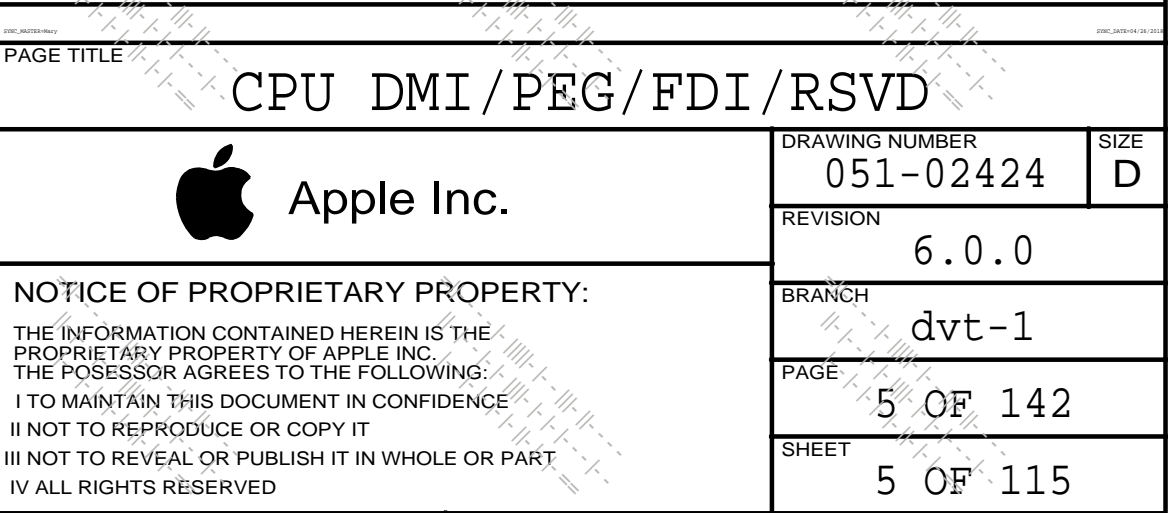 SYNC_MASTER=Mary
SYNC_DATE=04/26/2018
PAGE TITLE
CPU DMI/PEG/FDI/RSVD
Apple Inc.
DRAWING NUMBER
051-02424
SIZE
D
REVISION
6.0.0
NOTICE OF PROPRIETARY PROPERTY:
THE INFORMATION CONTAINED HEREIN IS THE
PROPRIETARY PROPERTY OF APPLE INC.
THE POSESSOR AGREES TO THE FOLLOWING:
I TO MAINTAIN THIS DOCUMENT IN CONFIDENCE
II NOT TO REPRODUCE OR COPY IT
III NOT TO REVEAL OR PUBLISH IT IN WHOLE OR PART
IV ALL RIGHTS RESERVED
BRANCH
dvt-1
PAGE
5 OF 142
SHEET
5 OF 115